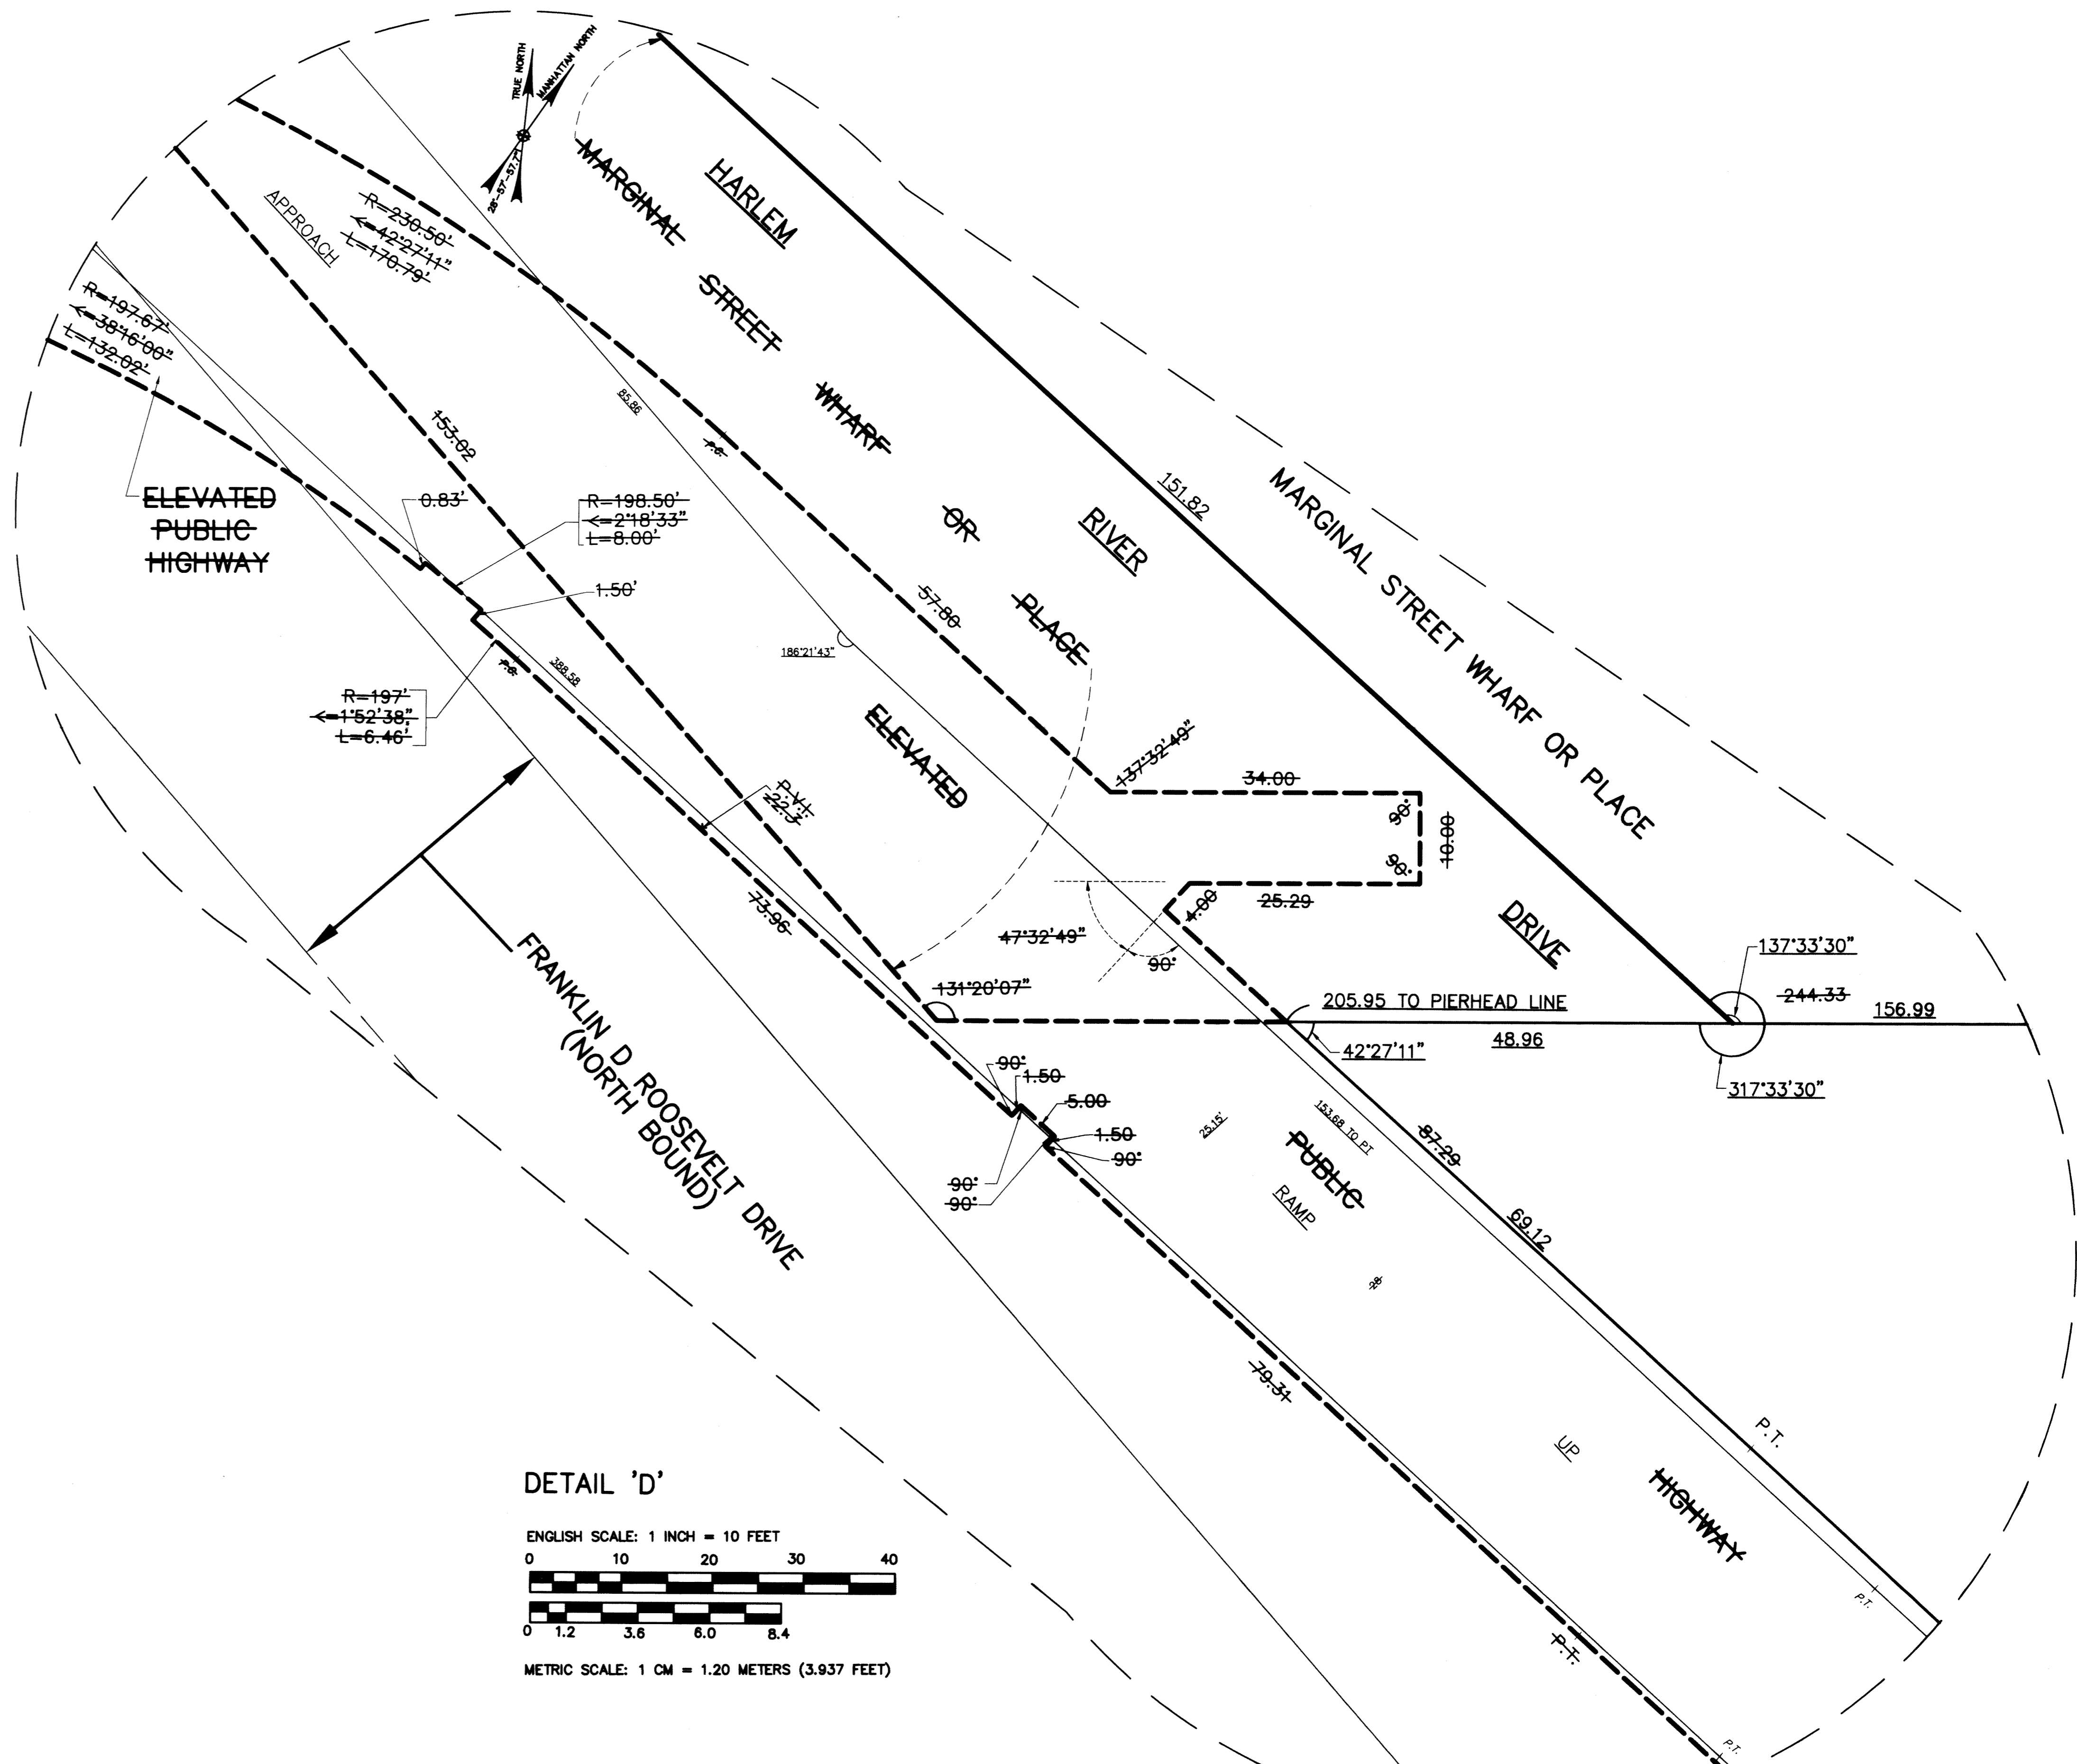 TRUE NORTH
MANHATTAN NORTH
28°-57'-57.7"
MARGINAL
STREET
WHARF
OR
PLACE
HARLEM
RIVER
DRIVE
APPROACH
R=230.50'
<=42°27'11"
L=170.79'
R=197.67'
<=38°16'00"
L=132.02'
153.02
85.86
P.C.
151.82
MARGINAL STREET WHARF OR PLACE
ELEVATED
PUBLIC
HIGHWAY
0.83'
R=198.50'
<=2°18'33"
L=8.00'
1.50'
57.80
186°21'43"
388.58
P.C.
R=197'
<=1°52'38"
L=6.46'
ELEVATED
P.V.I.
22.3
137°32'49"
34.00
90°
10.00
90°
25.29
4.00
47°32'49"
90°
73.96
131°20'07"
205.95 TO PIERHEAD LINE
137°33'30"
244.33
156.99
48.96
42°27'11"
317°33'30"
FRANKLIN D ROOSEVELT DRIVE
(NORTH BOUND)
90°
1.50
5.00
1.50
90°
90°
90°
25.15'
153.68 TO PT
87.29
PUBLIC
RAMP
69.12
28
79.31
UP
P.T.
HIGHWAY
P.T.
P.T.
P.T.
DETAIL 'D'
ENGLISH SCALE: 1 INCH = 10 FEET
0 10 20 30 40
0 1.2 3.6 6.0 8.4
METRIC SCALE: 1 CM = 1.20 METERS (3.937 FEET)